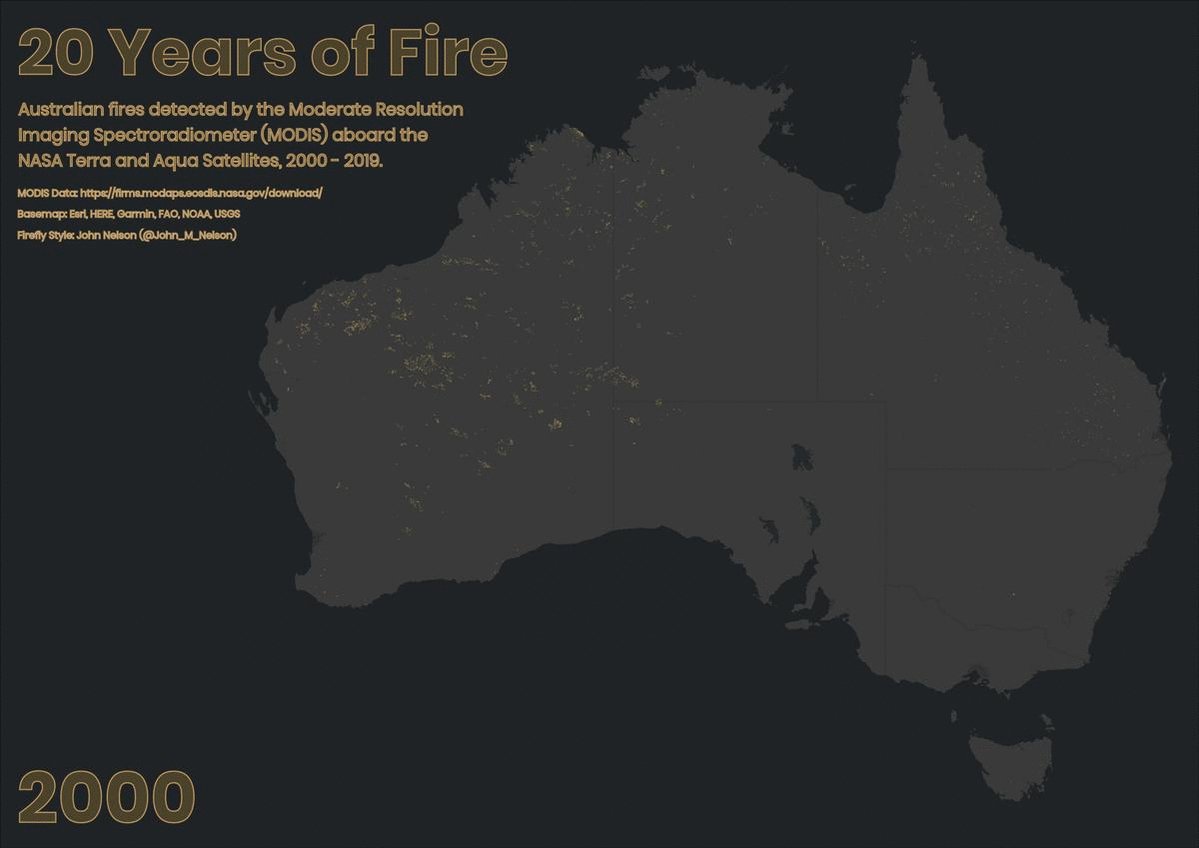 20 Years of Fire
Australian fires detected by the Moderate Resolution
Imaging Spectroradiometer (MODIS) aboard the
NASA Terra and Aqua Satellites, 2000 - 2019.
MODIS Data: https://firms.modaps.eosdis.nasa.gov/download/
Basemap: Esri, HERE, Garmin, FAO, NOAA, USGS
Firefly Style: John Nelson (@John_M_Nelson)
2000